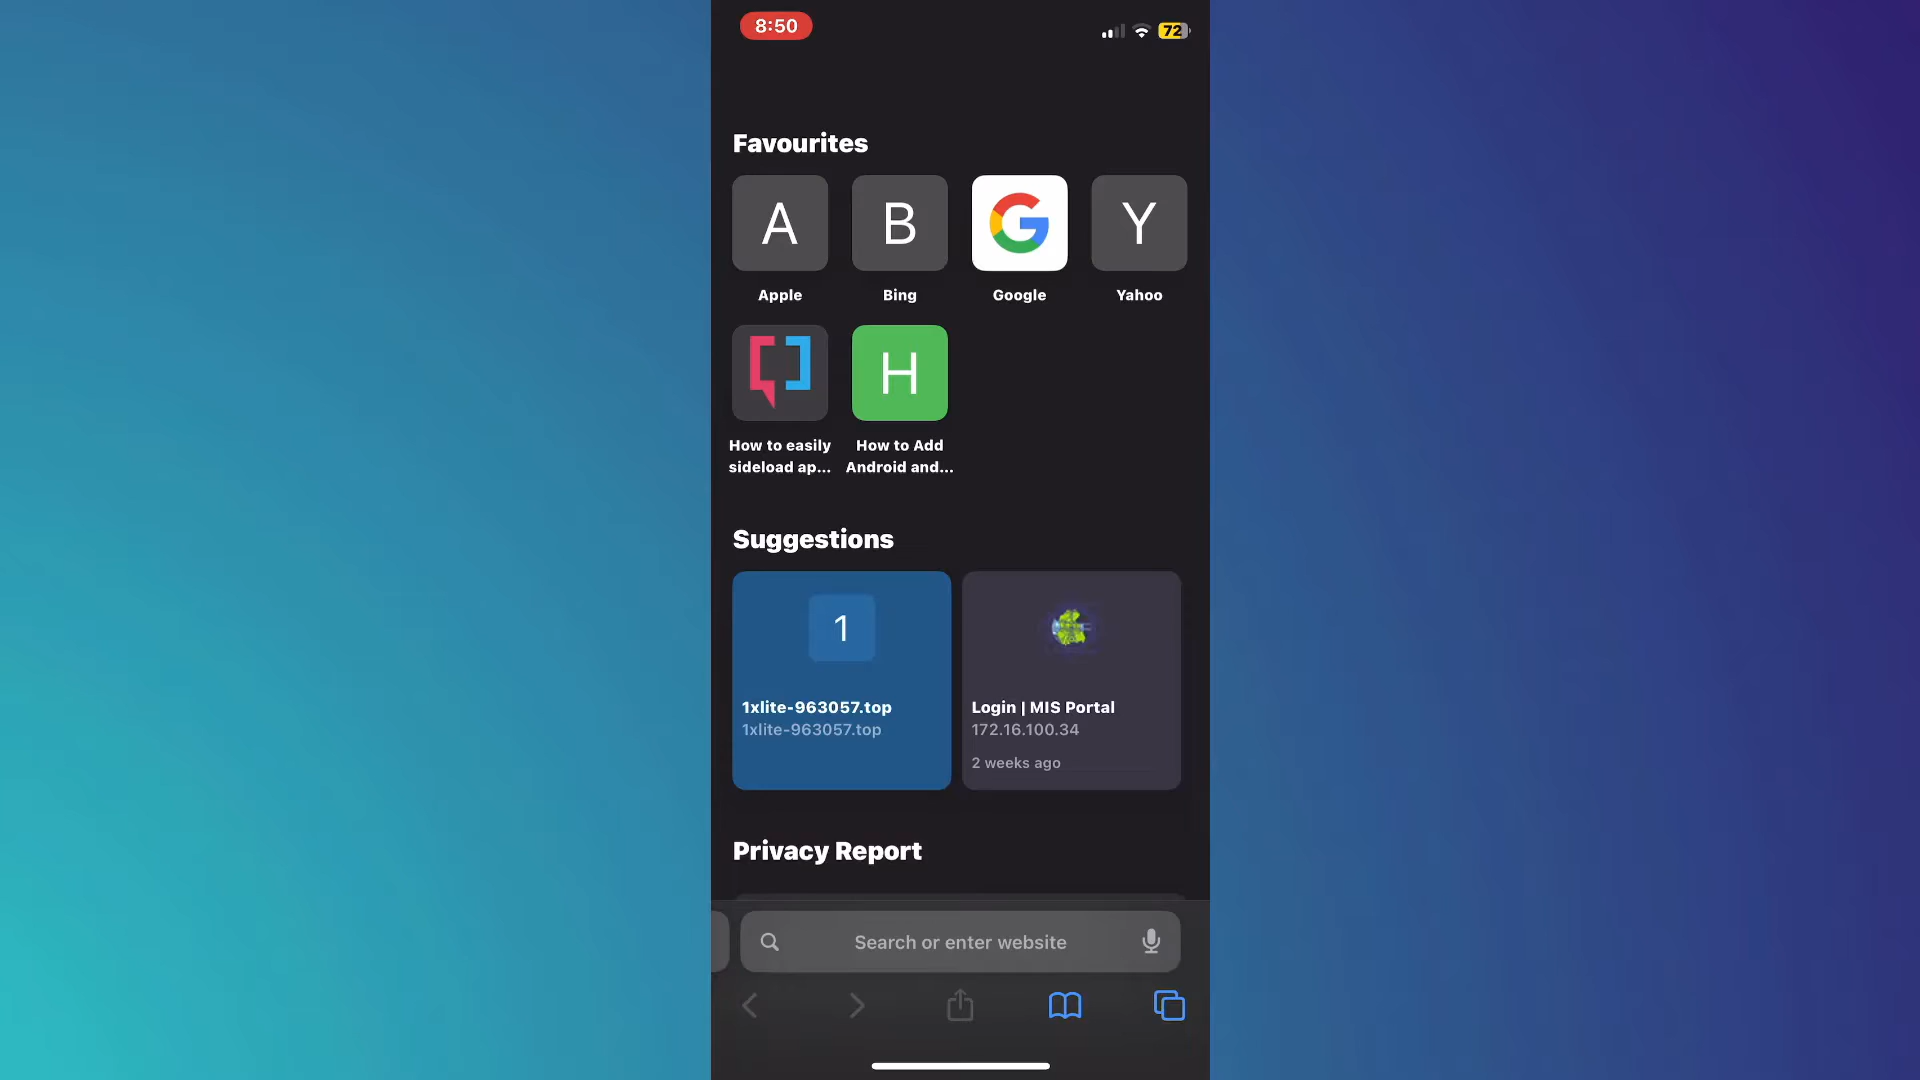 8:50
72
Favourites
A
B
Y
Apple
Bing
Google
Yahoo
H
How to easily
sideload ap...
How to Add
Android and...
Suggestions
1
1xlite-963057.top
1xlite-963057.top
Login | MIS Portal
172.16.100.34
2 weeks ago
Privacy Report
Search or enter website